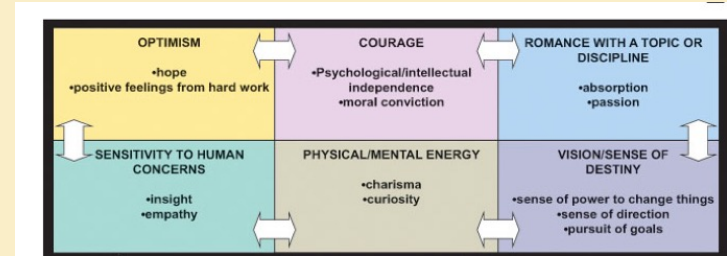 OPTIMISM
•hope
•positive feelings from hard work
COURAGE
•Psychological/intellectual
independence
•moral conviction
ROMANCE WITH A TOPIC OR
DISCIPLINE
•absorption
•passion
SENSITIVITY TO HUMAN
CONCERNS
•insight
•empathy
PHYSICAL/MENTAL ENERGY
•charisma
•curiosity
VISION/SENSE OF
DESTINY
•sense of power to change things
•sense of direction
•pursuit of goals